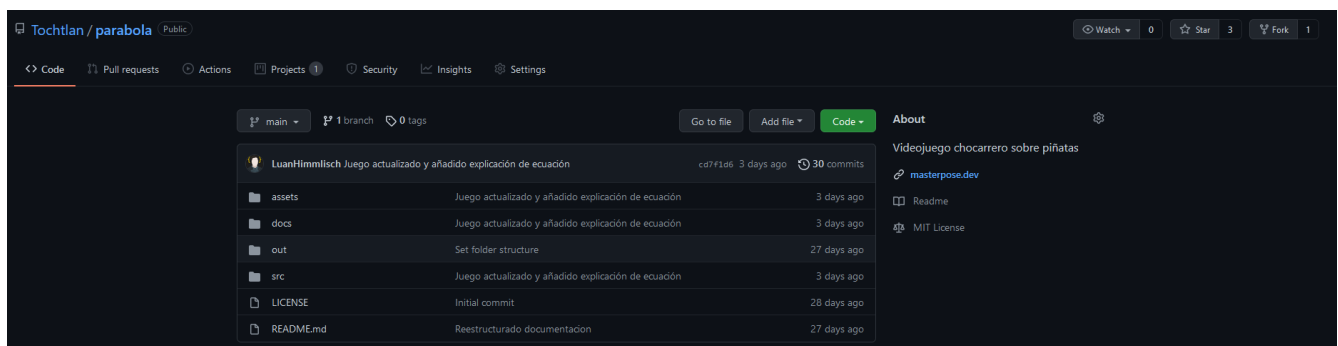 Tochtlan / parabola Public
Watch 0 Star 3 Fork 1
<> Code Pull requests Actions Projects 1 Security Insights Settings
main 1 branch 0 tags Go to file Add file Code
LuanHimmlisch Juego actualizado y añadido explicación de ecuación cd7f1d6 3 days ago 30 commits
assets Juego actualizado y añadido explicación de ecuación 3 days ago
docs Juego actualizado y añadido explicación de ecuación 3 days ago
out Set folder structure 27 days ago
src Juego actualizado y añadido explicación de ecuación 3 days ago
LICENSE Initial commit 28 days ago
README.md Reestructurado documentacion 27 days ago
About
Videojuego chocarrero sobre piñatas
masterpose.dev
Readme
MIT License